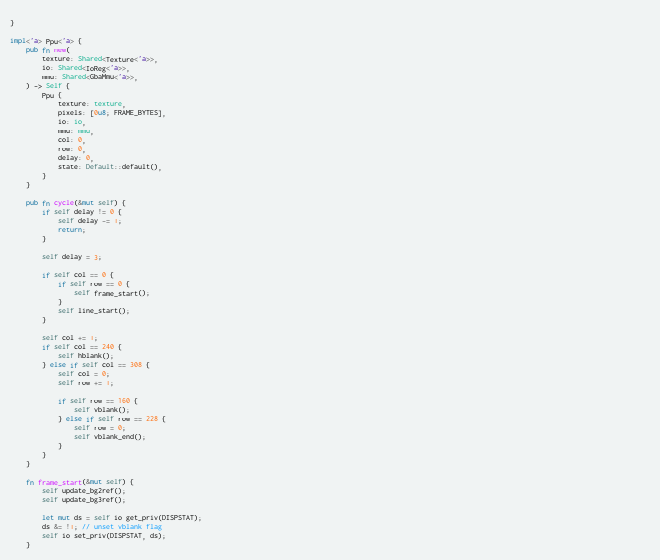 }

impl<'a> Ppu<'a> {
    pub fn new(
        texture: Shared<Texture<'a>>,
        io: Shared<IoReg<'a>>,
        mmu: Shared<GbaMmu<'a>>,
    ) -> Self {
        Ppu {
            texture: texture,
            pixels: [0u8; FRAME_BYTES],
            io: io,
            mmu: mmu,
            col: 0,
            row: 0,
            delay: 0,
            state: Default::default(),
        }
    }

    pub fn cycle(&mut self) {
        if self.delay != 0 {
            self.delay -= 1;
            return;
        }

        self.delay = 3;

        if self.col == 0 {
            if self.row == 0 {
                self.frame_start();
            }
            self.line_start();
        }

        self.col += 1;
        if self.col == 240 {
            self.hblank();
        } else if self.col == 308 {
            self.col = 0;
            self.row += 1;

            if self.row == 160 {
                self.vblank();
            } else if self.row == 228 {
                self.row = 0;
                self.vblank_end();
            }
        }
    }

    fn frame_start(&mut self) {
        self.update_bg2ref();
        self.update_bg3ref();

        let mut ds = self.io.get_priv(DISPSTAT);
        ds &= !1; // unset vblank flag
        self.io.set_priv(DISPSTAT, ds);
    }